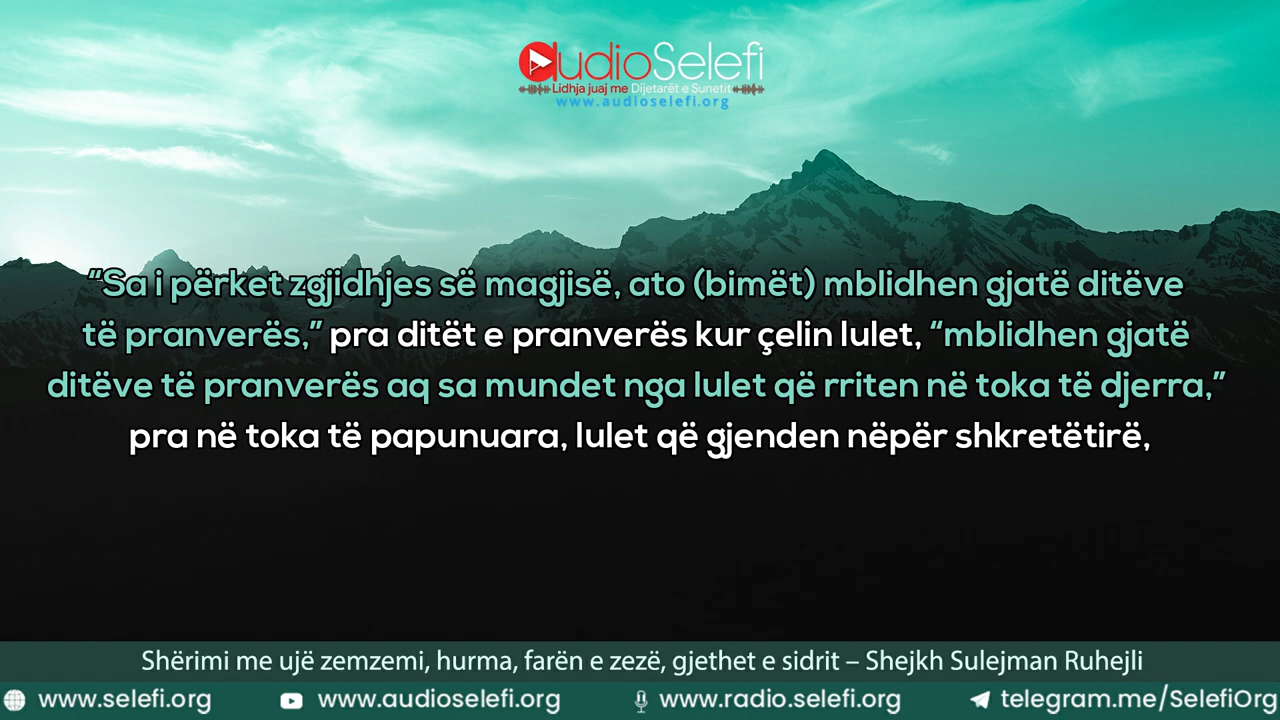 audioSelefi
Lidhja juaj me Dijetarët e Sunetit
www.audioselefi.org
“Sa i përket zgjidhjes së magjisë, ato (bimët) mblidhen gjatë ditëve
të pranverës,” pra ditët e pranverës kur çelin lulet, “mblidhen gjatë
ditëve të pranverës aq sa mundet nga lulet që rriten në toka të djerra,”
pra në toka të papunuara, lulet që gjenden nëpër shkretëtirë,
Shërimi me ujë zemzemi, hurma, farën e zezë, gjethet e sidrit – Shejkh Sulejman Ruhejli
www.selefi.org www.audioselefi.org www.radio.selefi.org telegram.me/SelefiOrg